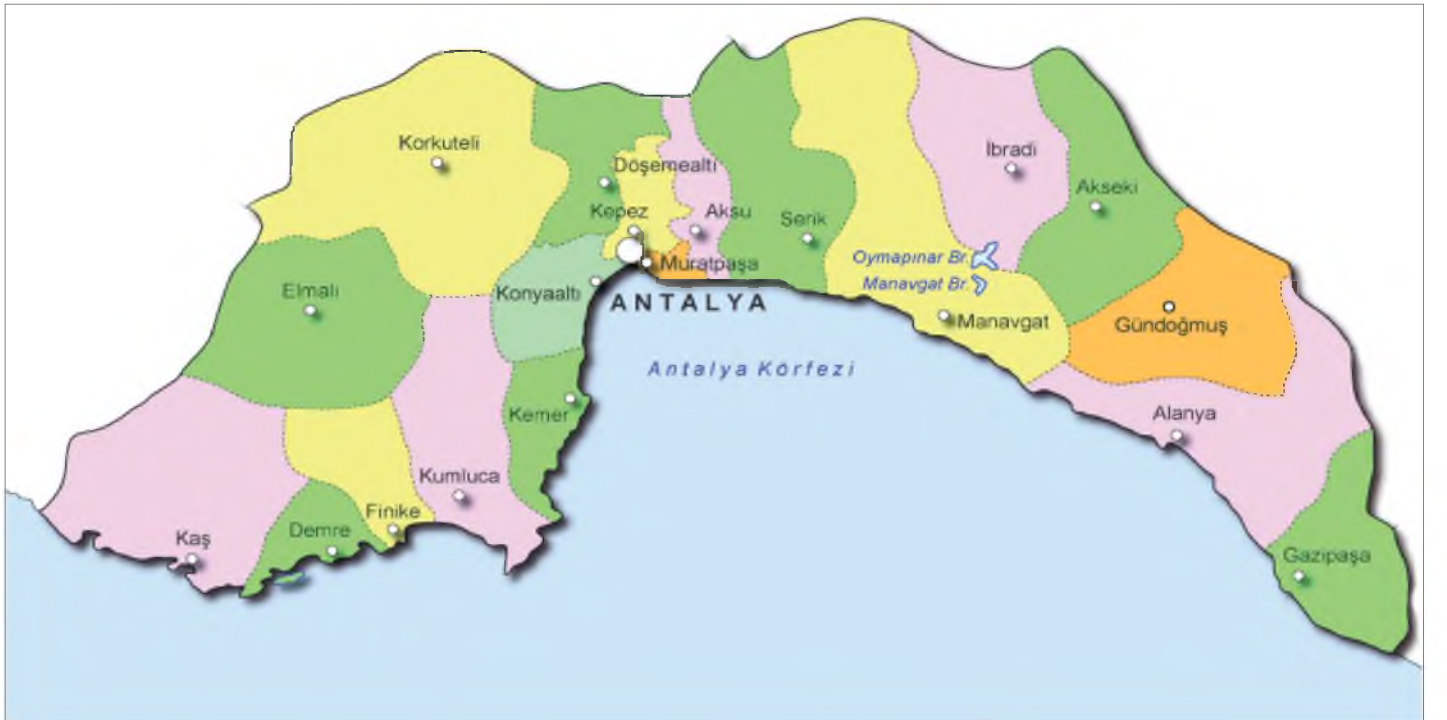 Korkuteli
İbradı
Döşemealtı
Akseki
Kepez
Aksu
Serik
Oymapınar Br.
Muratpaşa
Manavgat Br.
Elmalı
Konyaaltı
ANTALYA
Manavgat
Gündoğmuş
Antalya Körfezi
Kemer
Alanya
Kumluca
Finike
Demre
Kaş
Gazipaşa